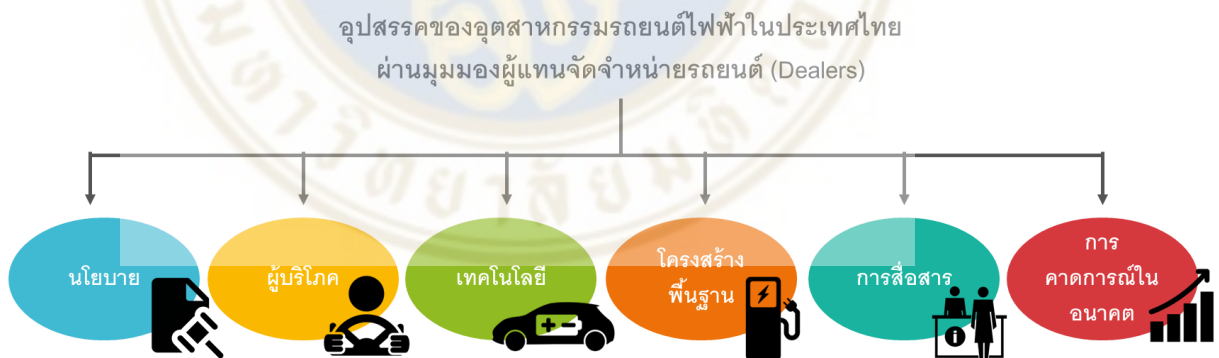 อุปสรรคของอุตสาหกรรมรถยนต์ไฟฟ้าในประเทศไทย
ผ่านมุมมองผู้แทนจัดจำหน่ายรถยนต์ (Dealers)
นโยบาย
ผู้บริโภค
เทคโนโลยี
โครงสร้าง
พื้นฐาน
การสื่อสาร
การ
คาดการณ์ใน
อนาคต